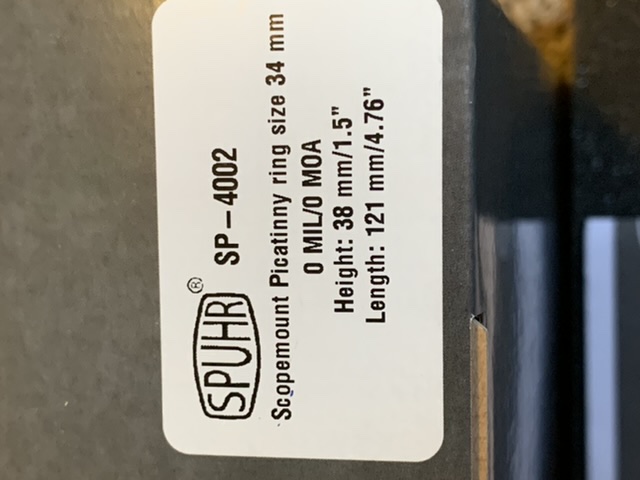 SPUHR® SP-4002
Scopemount Picatinny ring size 34 mm
0 MIL/0 MOA
Height: 38 mm/1.5"
Length: 121 mm/4.76"